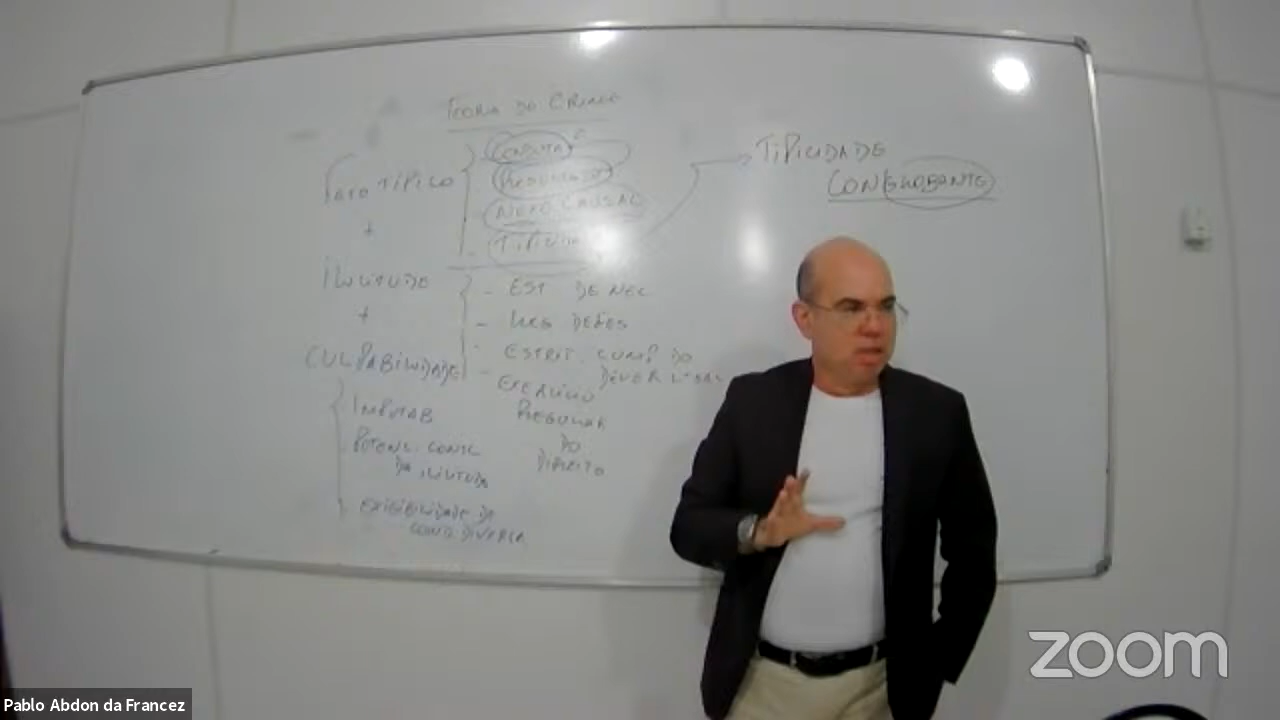 TEORIA DO CRIME
FATO TÍPICO
CONDUTA
RESULTADO
NEXO CAUSAL
+
ILICITUDE
- EST DE NEC
- LEG DEFES
- ESTRIT. CUMP DO
DEVER LEGAL
- EXERCÍCIO
REGULAR
DO
DIREITO
+
CULPABILIDADE
IMPUTAB
POTENC. CONSC
DA ILICITUDE
EXIGIBILIDADE DE
COND. DIVERSA
TIPICIDADE
CONGLOBANTE
zoom
Pablo Abdon da Francez